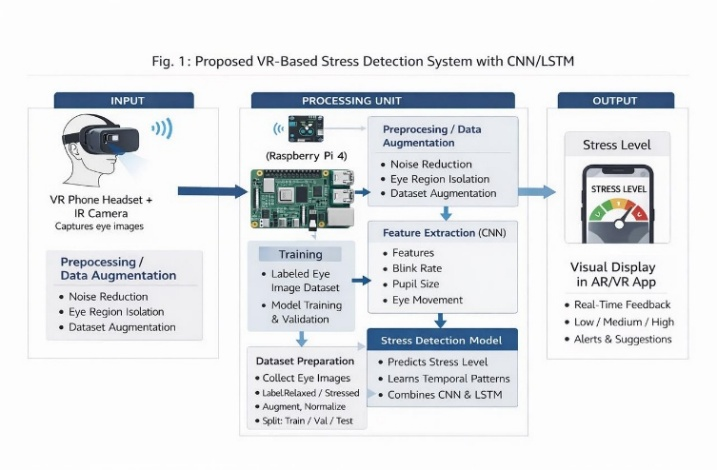 Fig. 1: Proposed VR-Based Stress Detection System with CNN/LSTM
INPUT
VR Phone Headset +
IR Camera
Captures eye images
Prepocessing /
Data Augmentation
• Noise Reduction
• Eye Region Isolation
• Dataset Augmentation
PROCESSING UNIT
(Raspberry Pi 4)
Preprocesing / Data
Augmentation
• Noise Reduction
• Eye Region Isolation
• Dataset Augmentation
Training
• Labeled Eye
Image Dataset
• Model Training
& Validation
Feature Extraction (CNN)
• Features
• Blink Rate
• Pupil Size
• Eye Movement
Dataset Preparation
• Collect Eye Images
• LabelRelaxed / Stressed
• Augment, Normalize
• Split: Train / Val / Test
Stress Detection Model
• Predicts Stress Level
• Learns Temporal Patterns
• Combines CNN & LSTM
OUTPUT
Stress Level
STRESS LEVEL
Visual Display
in AR/VR App
• Real-Time Feedback
• Low / Medium / High
• Alerts & Suggestions